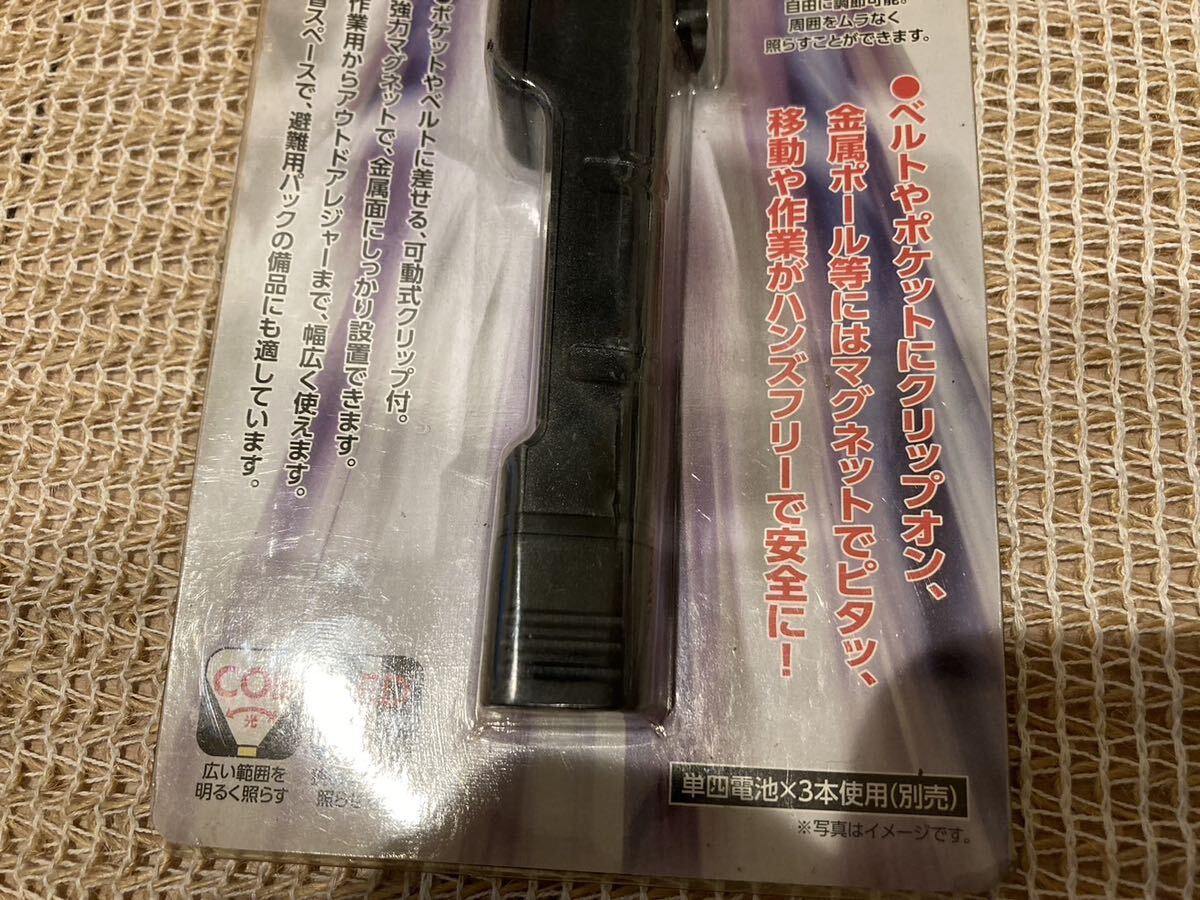 自由に調節可能。
周囲をムラなく
照らすことができます。
●ベルトやポケットにクリップオン、
金属ポール等にはマグネットでピタッ、
移動や作業がハンズフリーで安全に！
●ポケットやベルトに差せる、可動式クリップ付。
強力マグネットで、金属面にしっかり設置できます。
作業用からアウトドアレジャーまで、幅広く使えます。
省スペースで、避難用パックの備品にも適しています。
光
広い範囲を
明るく照らす
照らせ
単四電池×3本使用(別売)
※写真はイメージです。